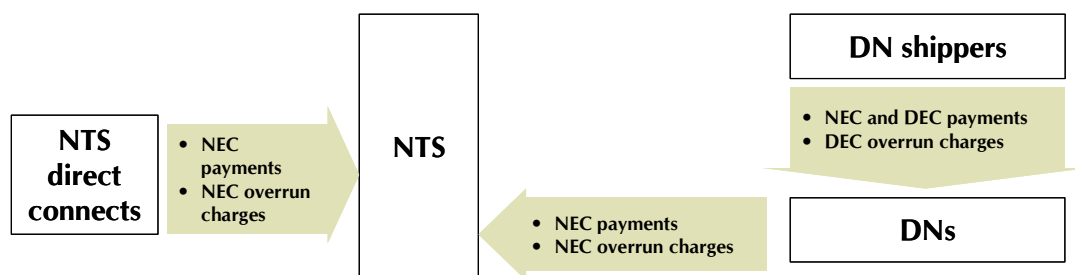 DN shippers
• NEC and DEC payments
• DEC overrun charges
NTS
direct
connects
• NEC
payments
• NEC overrun
charges
NTS
• NEC payments
• NEC overrun charges
DNs